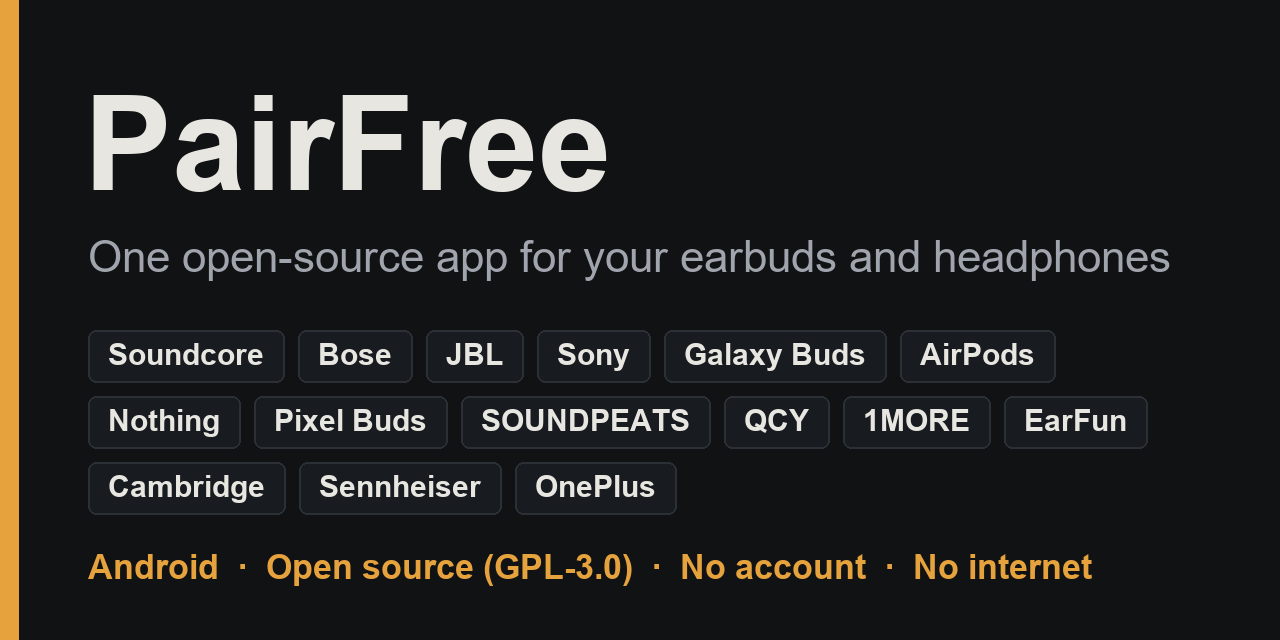 PairFree
One open-source app for your earbuds and headphones
Soundcore Bose JBL Sony Galaxy Buds AirPods
Nothing Pixel Buds SOUNDPEATS QCY 1MORE EarFun
Cambridge Sennheiser OnePlus
Android · Open source (GPL-3.0) · No account · No internet